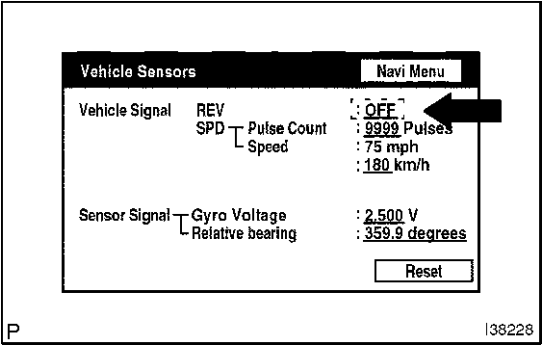 Vehicle Sensors Navi Menu
Vehicle Signal REV : OFF
SPD Pulse Count : 9999 Pulses
Speed : 75 mph
: 180 km/h
Sensor Signal Gyro Voltage : 2.500 V
Relative bearing : 359.9 degrees
Reset
P I38228